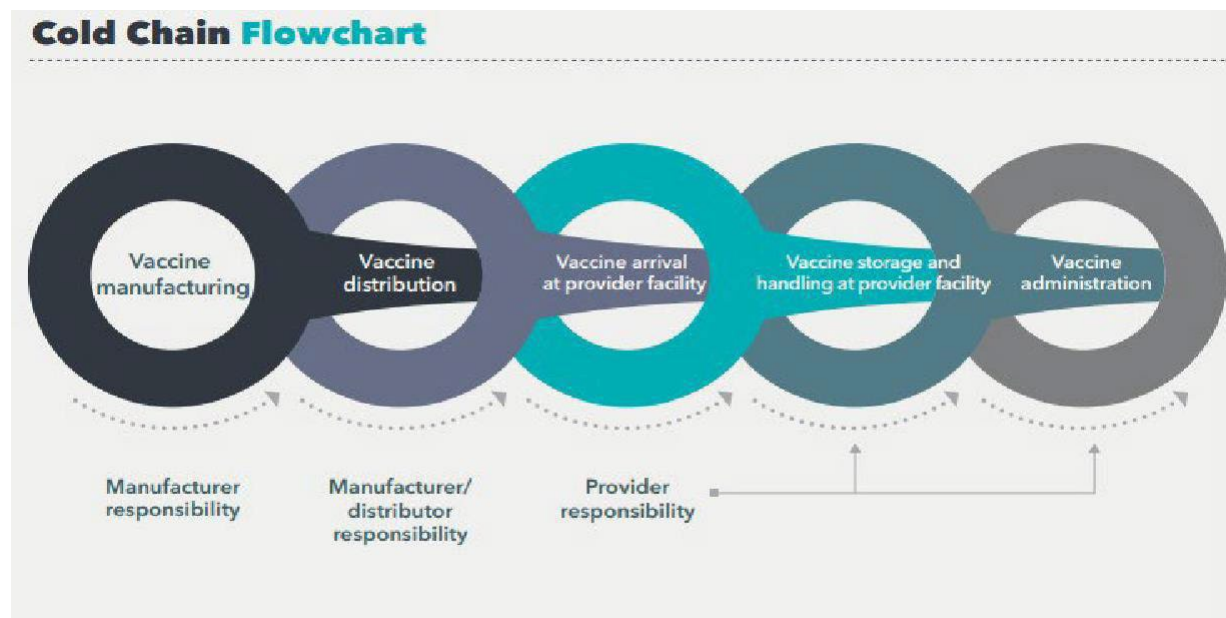 Cold Chain Flowchart
Vaccine
manufacturing
Vaccine
distribution
Vaccine arrival
at provider facility
Vaccine storage and
handling at provider facility
Vaccine
administration
Manufacturer
responsibility
Manufacturer/
distributor
responsibility
Provider
responsibility